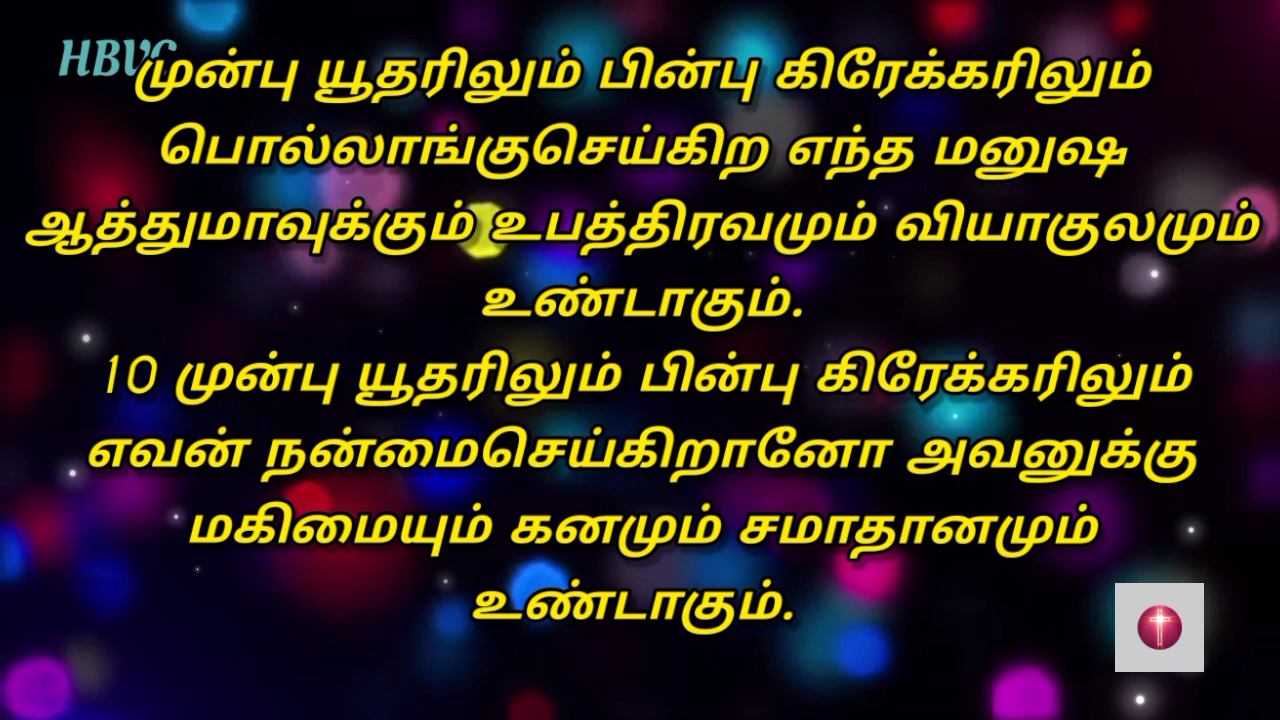 HBVC
முன்பு யூதரிலும் பின்பு கிரேக்கரிலும்
பொல்லாங்குசெய்கிற எந்த மனுஷ
ஆத்துமாவுக்கும் உபத்திரவமும் வியாகுலமும்
உண்டாகும்.
10 முன்பு யூதரிலும் பின்பு கிரேக்கரிலும்
எவன் நன்மைசெய்கிறானோ அவனுக்கு
மகிமையும் கனமும் சமாதானமும்
உண்டாகும்.